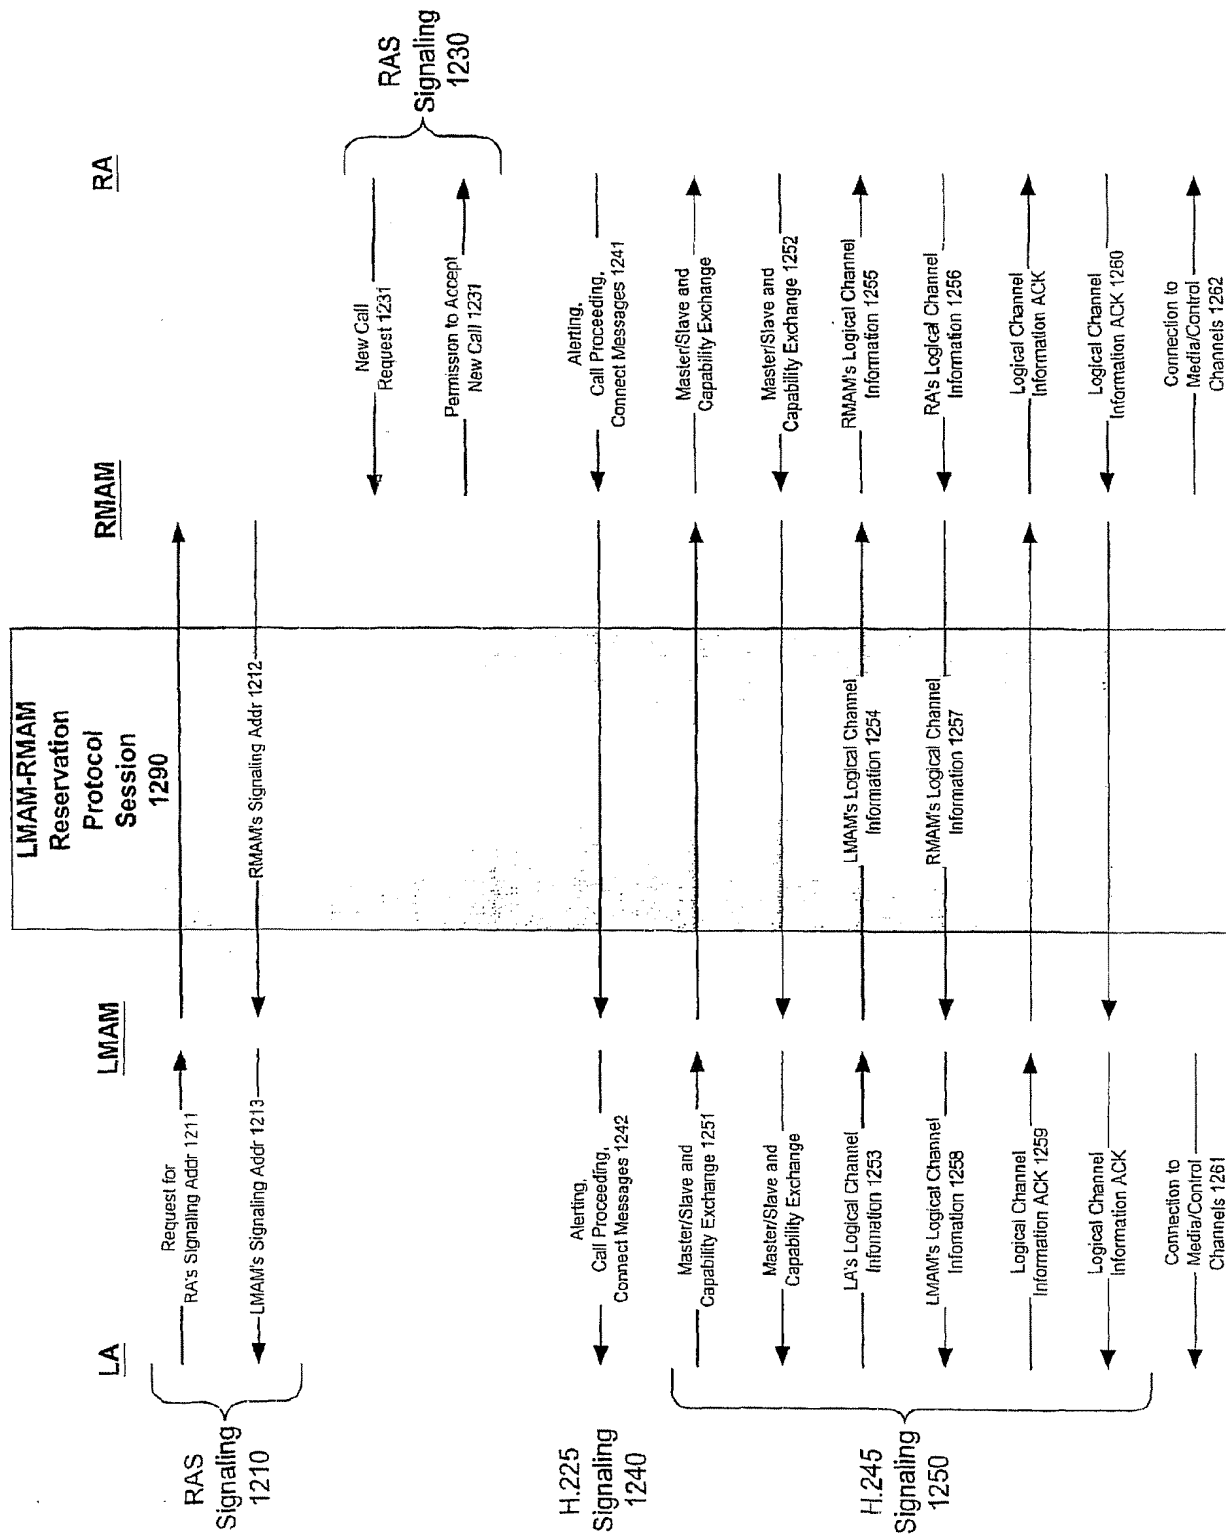 LA
LMAM
RMAM
RA
LMAM-RMAM
Reservation
Protocol
Session
1290
RAS
Signaling
1210
Request for
RA's Signaling Addr 1211
RMAM's Signaling Addr 1212
LMAM's Signaling Addr 1213
RAS
Signaling
1230
New Call
Request 1231
Permission to Accept
New Call 1231
H.225
Signaling
1240
Alerting,
Call Proceeding,
Connect Messages 1242
Alerting,
Call Proceeding,
Connect Messages 1241
H.245
Signaling
1250
Master/Slave and
Capability Exchange 1251
Master/Slave and
Capability Exchange
Master/Slave and
Capability Exchange
Master/Slave and
Capability Exchange 1252
LA's Logical Channel
Information 1253
LMAM's Logical Channel
Information 1254
RMAM's Logical Channel
Information 1255
LMAM's Logical Channel
Information 1258
RMAM's Logical Channel
Information 1257
RA's Logical Channel
Information 1256
Logical Channel
Information ACK 1259
Logical Channel
Information ACK
Logical Channel
Information ACK
Logical Channel
Information ACK 1260
Connection to
Media/Control
Channels 1261
Connection to
Media/Control
Channels 1262